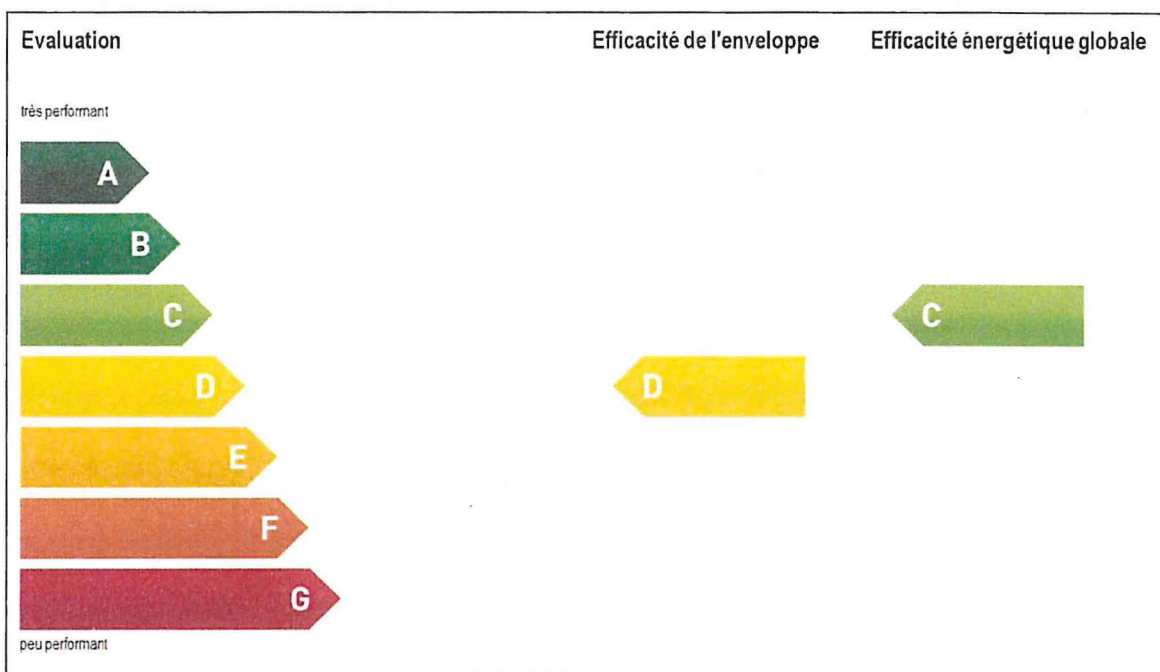 Evaluation Efficacité de l'enveloppe Efficacité énergétique globale
très performant
A
B
C C
D D
E
F
G
peu performant